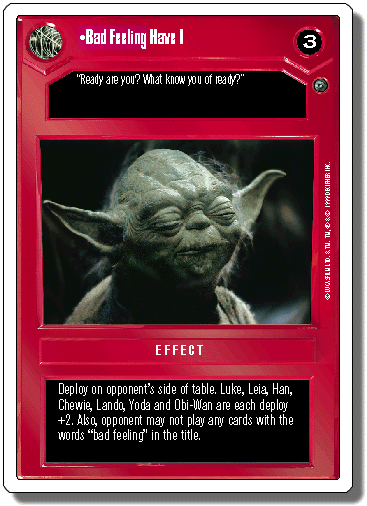 •Bad Feeling Have I
3
"Ready are you? What know you of ready?"
EFFECT
Deploy on opponent's side of table. Luke, Leia, Han,
Chewie, Lando, Yoda and Obi-Wan are each deploy
+2. Also, opponent may not play any cards with the
words "bad feeling" in the title.